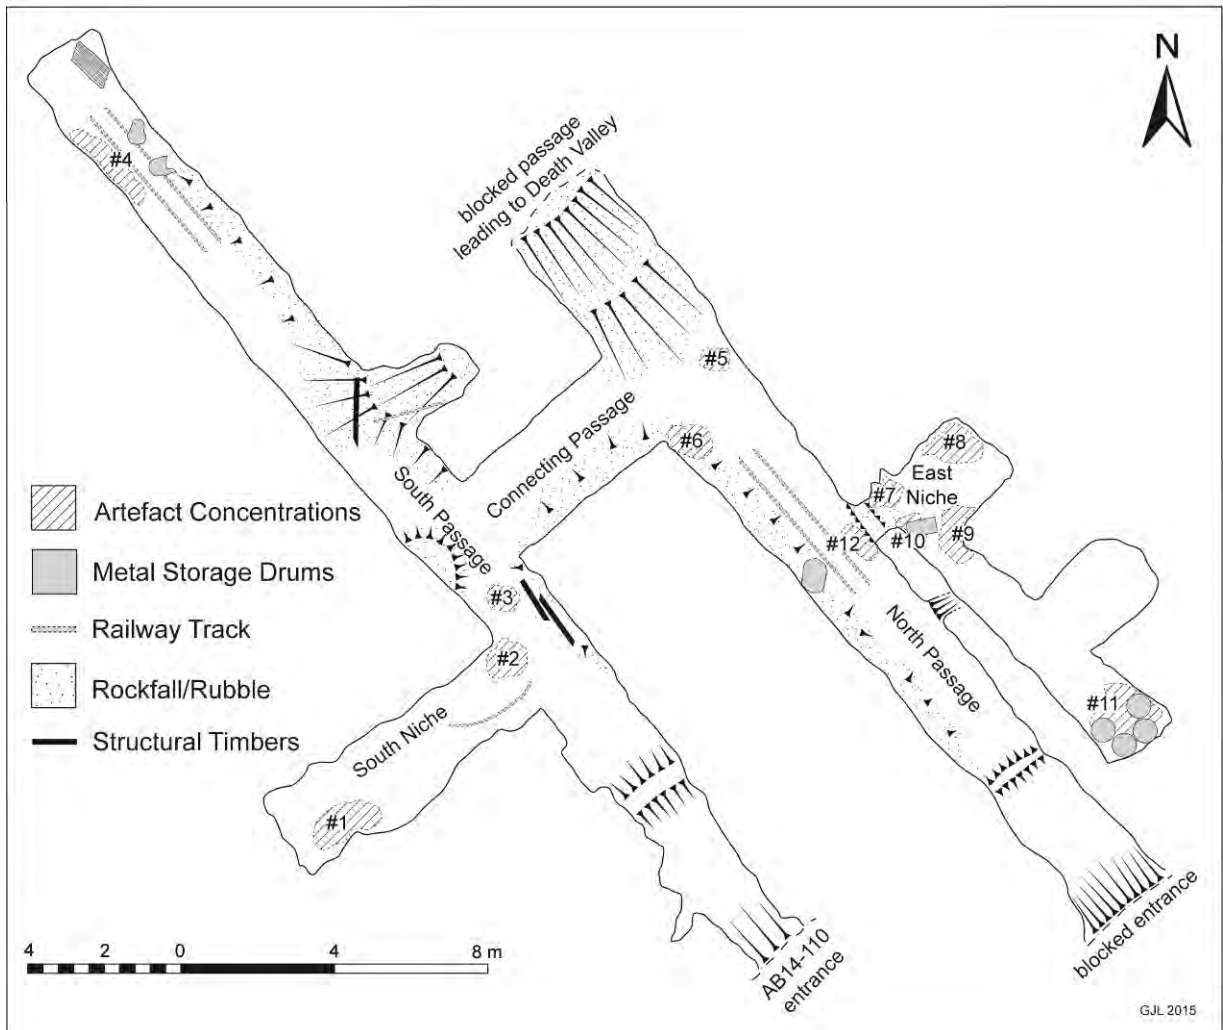 N
blocked passage
leading to Death Valley
#4
#5
Connecting Passage
#6
#8
East
Niche
#7
South Passage
#12
#10
#9
#3
#2
North Passage
#11
South Niche
#1
Artefact Concentrations
Metal Storage Drums
Railway Track
Rockfall/Rubble
Structural Timbers
4 2 0 4 8 m
AB14-110
entrance
blocked entrance
GJL 2015